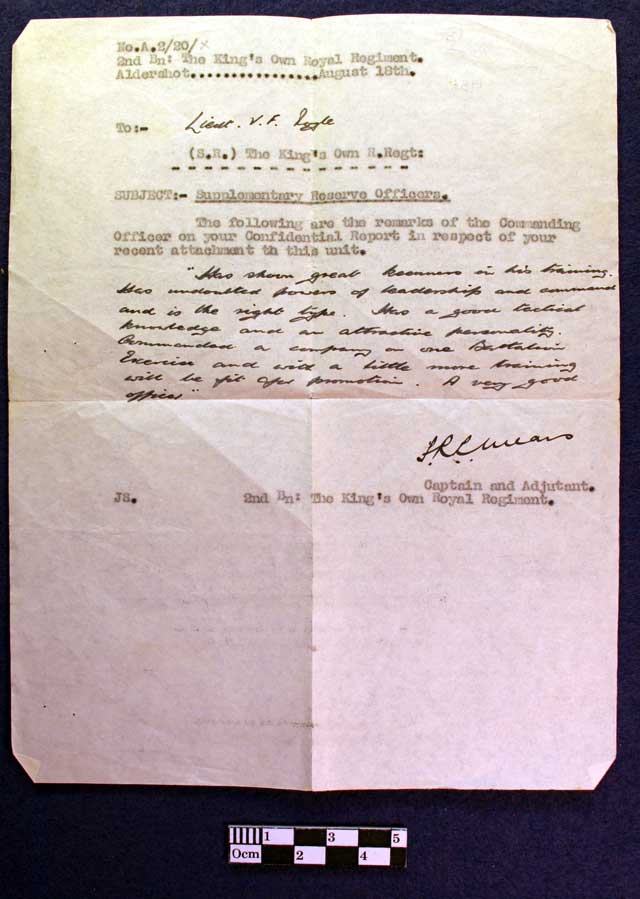 No.A.2/20/x
2nd Bn: The King's Own Royal Regiment.
Aldershot................August 18th.
To:- Lieut. V. F.
(S.R.) The King's Own R.Regt:
SUBJECT:- Supplementary Reserve Officers.
The following are the remarks of the Commanding
Officer on your Confidential Report in respect of your
recent attachment th this unit.
"Has shown great keenness in his training.
Has undoubted powers of leadership and command
and is the right type. Has a good tactical
knowledge and an attractive personality.
Commanded a company on one Battalion
Exercise and with a little more training
will be fit for promotion. A very good
officer"
Captain and Adjutant.
JS. 2nd Bn: The King's Own Royal Regiment.
0cm 1 2 3 4 5